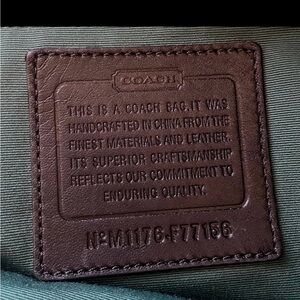 COACH
THIS IS A COACH BAG. IT WAS
HANDCRAFTED IN CHINA FROM THE
FINEST MATERIALS AND LEATHER.
ITS SUPERIOR CRAFTSMANSHIP
REFLECTS OUR COMMITMENT TO
ENDURING QUALITY.
Nº M1176-F77156